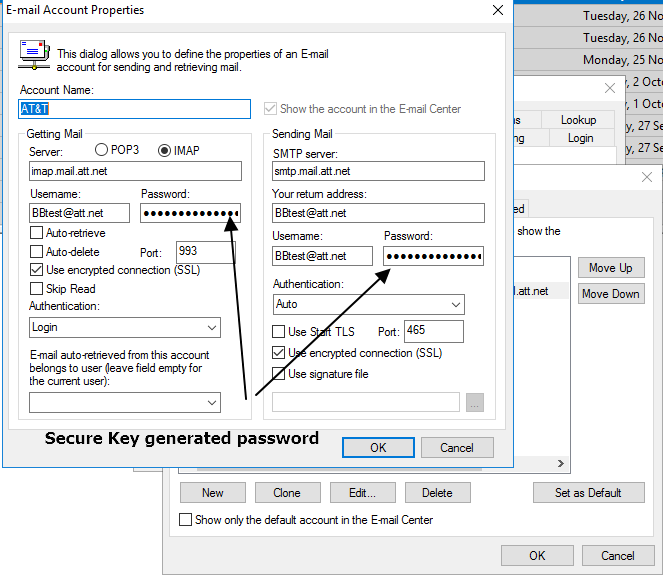 E-mail Account Properties
This dialog allows you to define the properties of an E-mail
account for sending and retrieving mail.
Account Name:
AT&T
Show the account in the E-mail Center
Getting Mail
Server:
POP3
IMAP
imap.mail.att.net
Username:
Password:
BBtest@att.net
●●●●●●●●●●●●●●
Auto-retrieve
Auto-delete
Port:
993
Use encrypted connection (SSL)
Skip Read
Authentication:
Login
E-mail auto-retrieved from this account
belongs to user (leave field empty for
the current user):
Sending Mail
SMTP server:
smtp.mail.att.net
Your return address:
BBtest@att.net
Username:
Password:
BBtest@att.net
●●●●●●●●●●●●●●
Authentication:
Auto
Use Start TLS
Port:
465
Use encrypted connection (SSL)
Use signature file
...
Secure Key generated password
OK
Cancel
Tuesday, 26 No
Tuesday, 26 No
Monday, 25 No
, 2 Octo
, 1 Octo
y, 27 Se
, 27 Se
Lookup
Login
show the
.att.net
Move Up
Move Down
New
Clone
Edit...
Delete
Set as Default
Show only the default account in the E-mail Center
OK
Cancel